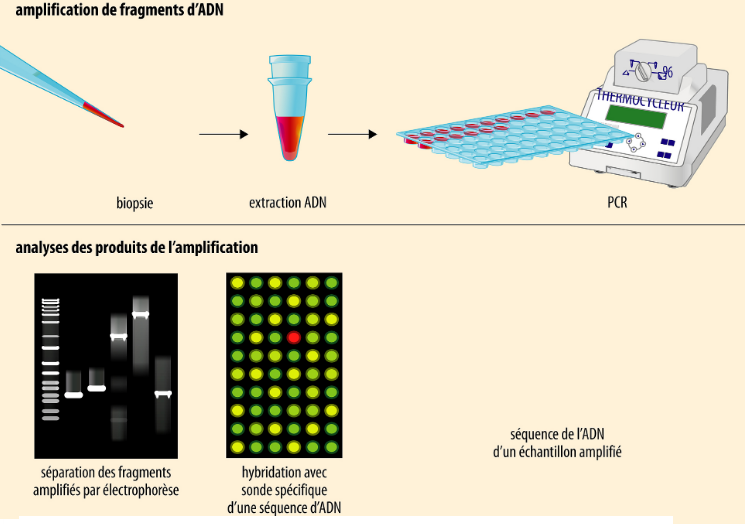 amplification de fragments d'ADN
%
THERMOCYCLEUR
biopsie
extraction ADN
PCR
analyses des produits de l'amplification
séparation des fragments
amplifiés par électrophorèse
hybridation avec
sonde spécifique
d'une séquence d'ADN
séquence de l'ADN
d'un échantillon amplifié